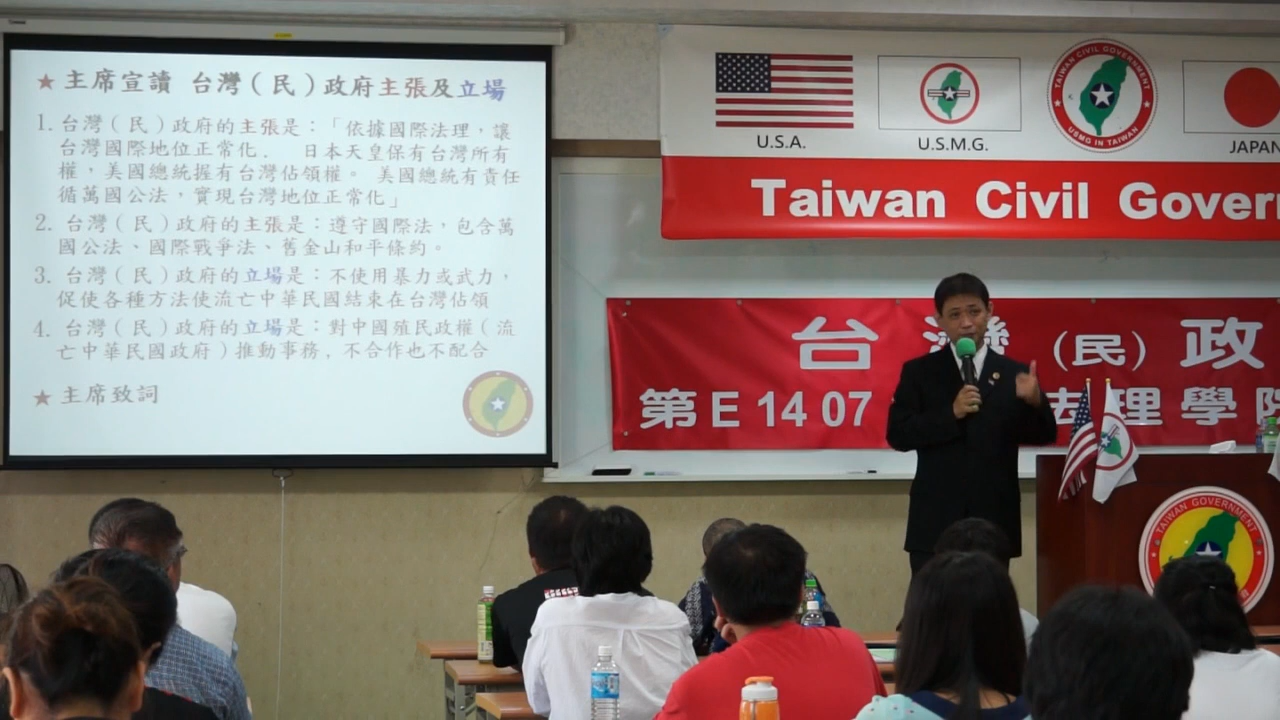 ★ 主席宣讀 台灣(民)政府主張及立場
1. 台灣(民)政府的主張是:「依據國際法理,讓
台灣國際地位正常化. 日本天皇保有台灣所有
權,美國總統握有台灣佔領權。 美國總統有責任
循萬國公法,實現台灣地位正常化」
2. 台灣(民)政府的主張是:遵守國際法,包含萬
國公法、國際戰爭法、舊金山和平條約。
3. 台灣(民)政府的立場是:不使用暴力或武力,
促使各種方法使流亡中華民國結束在台灣佔領
4. 台灣(民)政府的立場是:對中國殖民政權(流
亡中華民國政府)推動事務,不合作也不配合
★ 主席致詞
U.S.A.
U.S.M.G.
TAIWAN CIVIL GOVERNMENT
USMG IN TAIWAN
JAPAN
Taiwan Civil Govern
台灣(民)政
第E 14 07 法理學院
TAIWAN GOVERNMENT